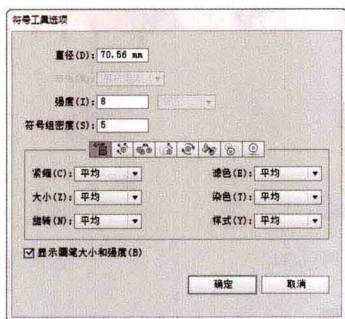 符号工具选项
直径(D): 70.56 mm
强度(I): 8
符号组密度(S): 5
紧缩(C): 平均 滤色(E): 平均
大小(Z): 平均 染色(T): 平均
旋转(N): 平均 样式(Y): 平均
显示画笔大小和强度(B)
确定 取消